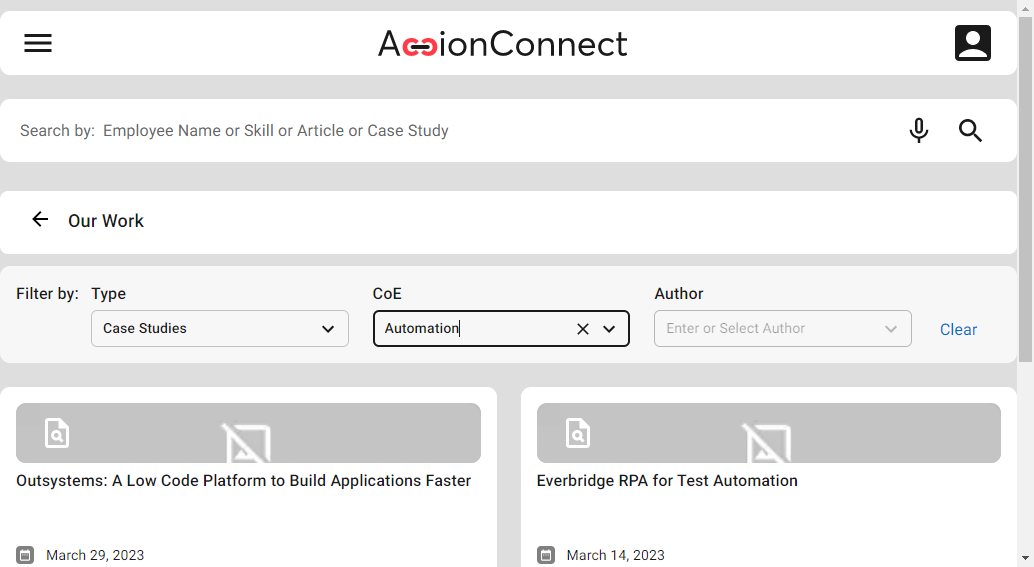 AccionConnect
Search by: Employee Name or Skill or Article or Case Study
Our Work
Filter by: Type CoE Author
Case Studies Automation Enter or Select Author Clear
Outsystems: A Low Code Platform to Build Applications Faster
Everbridge RPA for Test Automation
March 29, 2023
March 14, 2023